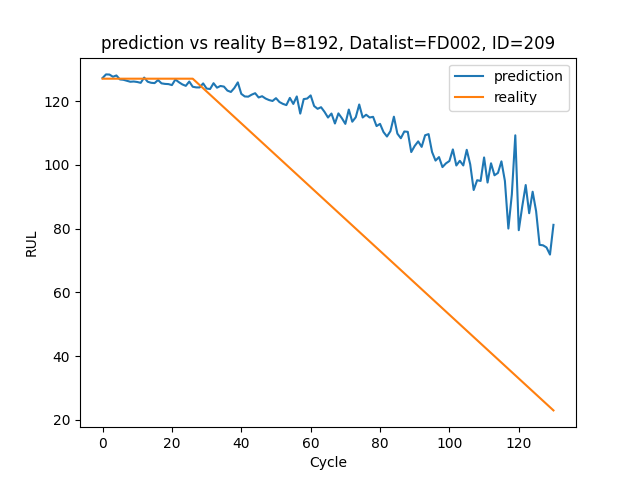 prediction vs reality B=8192, Datalist=FD002, ID=209
prediction
reality
RUL
120
100
80
60
40
20
0 20 40 60 80 100 120
Cycle